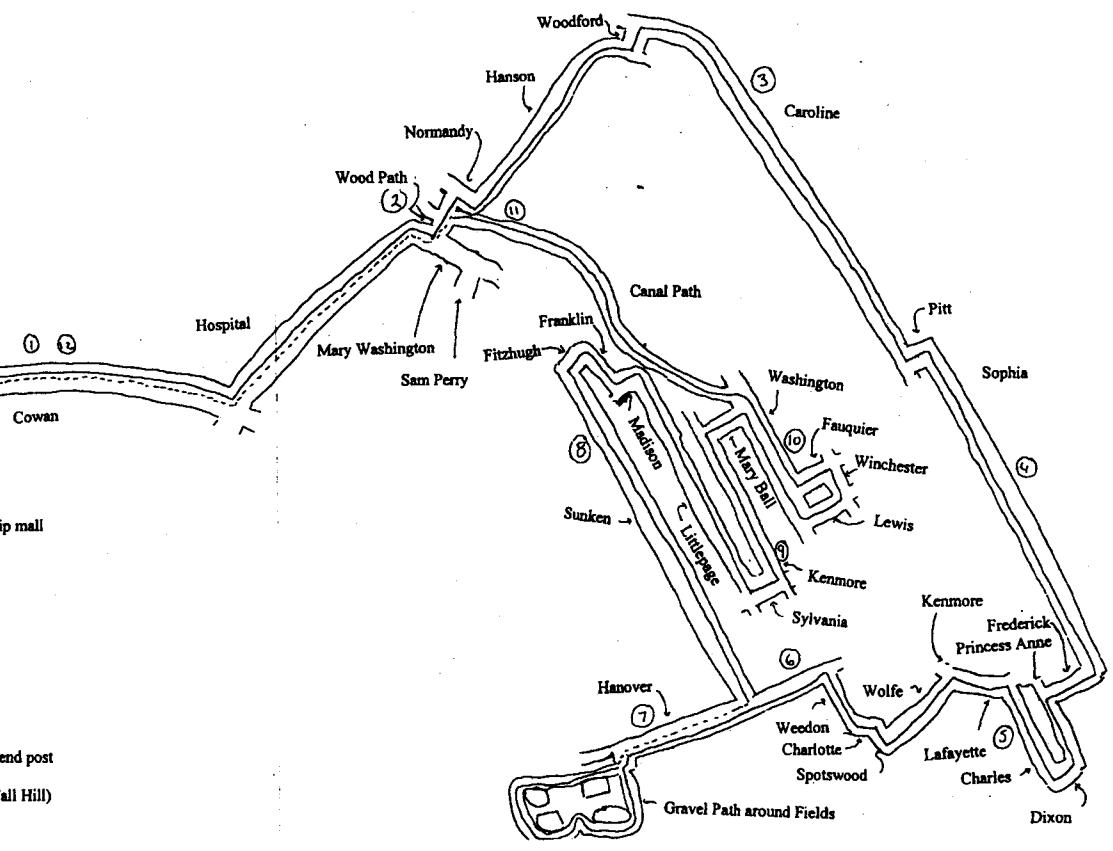 Woodford
3
Hanson
Caroline
Normandy
Wood Path
2
11
Canal Path
Pitt
Hospital
Franklin
1 12
Mary Washington
Fitzhugh
Sam Perry
Washington
Sophia
Cowan
Madison
10
Fauquier
8
Mary Ball
Winchester
4
Sunken
Lewis
ip mall
Littlepage
9
Kenmore
Sylvania
Kenmore
Frederick
Princess Anne
6
Hanover
Wolfe
7
Weedon
Charlotte
Lafayette
5
end post
Spotswood
Charles
all Hill)
Gravel Path around Fields
Dixon